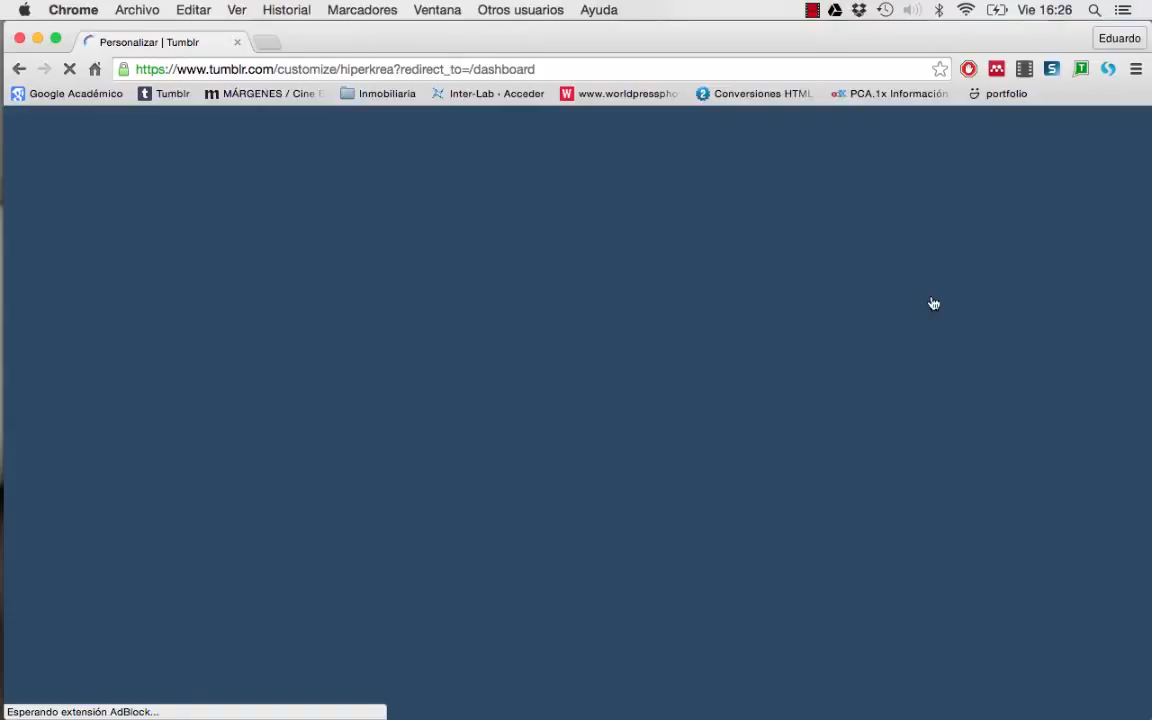 Chrome Archivo Editar Ver Historial Marcadores Ventana Otros usuarios Ayuda Vie 16:26
Personalizar | Tumblr Eduardo
https://www.tumblr.com/customize/hiperkrea?redirect_to=/dashboard
Google Académico Tumblr MÁRGENES / Cine E Inmobiliaria Inter-Lab · Acceder www.worldpresspho Conversiones HTML PCA.1x Información portfolio
Esperando extensión AdBlock...